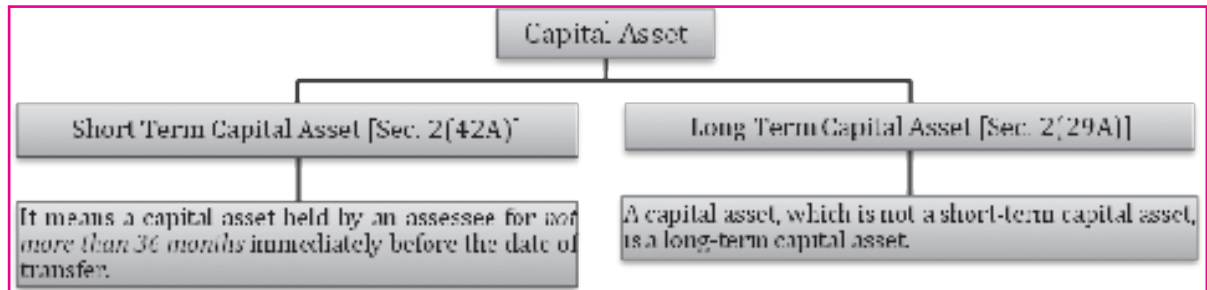 Capital Asset
Short Term Capital Asset [Sec. 2(42A)]
Long Term Capital Asset [Sec. 2(29A)]
It means a capital asset held by an assessee for not
more than 36 months immediately before the date of
transfer.
A capital asset, which is not a short-term capital asset,
is a long-term capital asset.